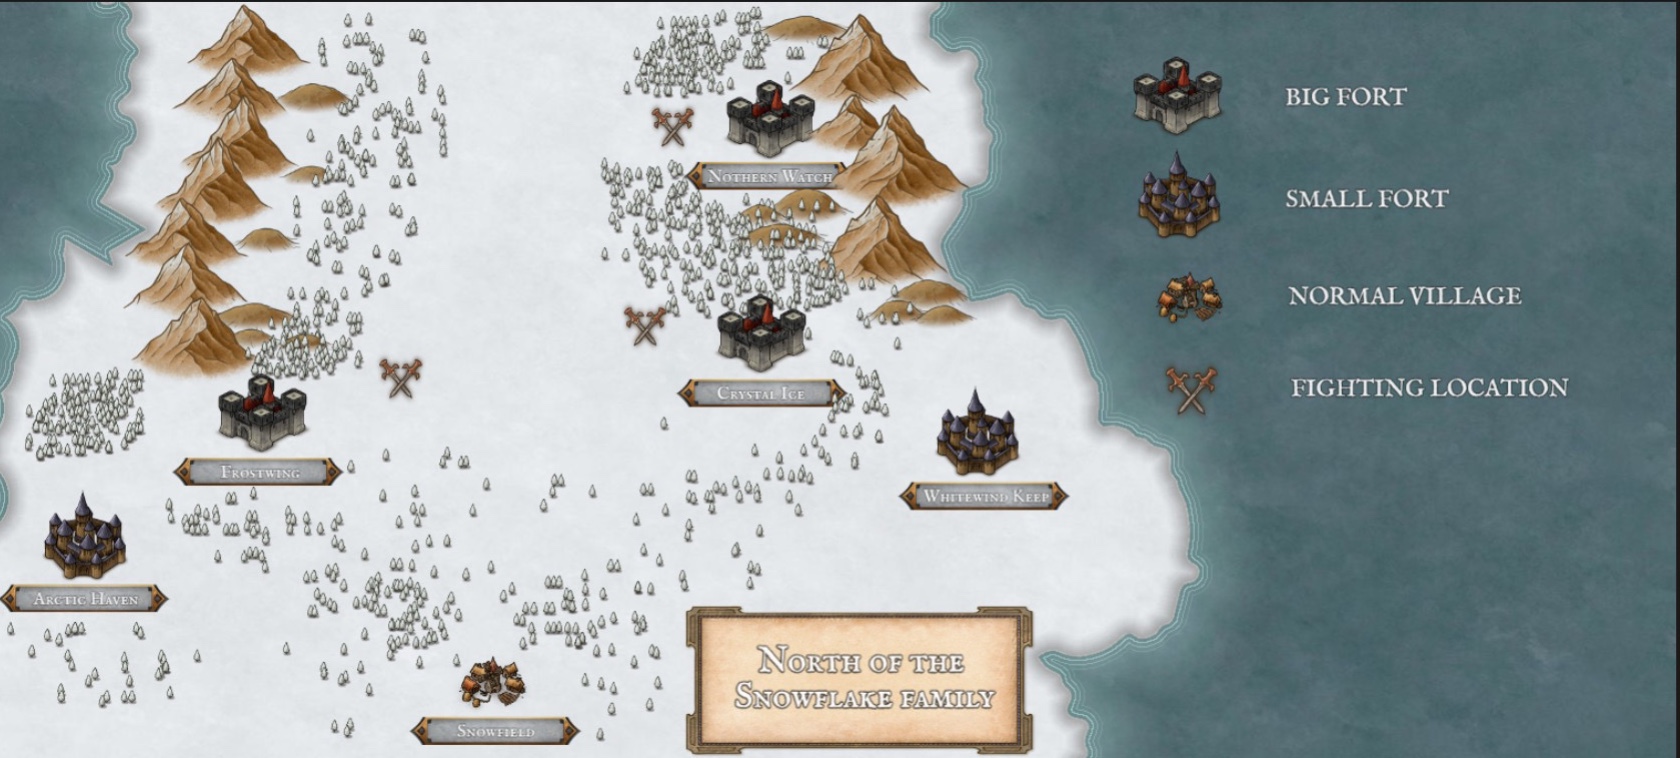 BIG FORT
NOTHERN WATCH
SMALL FORT
NORMAL VILLAGE
CRYSTAL ICE
FIGHTING LOCATION
FROSTWING
WHITEWIND KEEP
ARCTIC HAVEN
NORTH OF THE
SNOWFLAKE FAMILY
SNOWFIELD